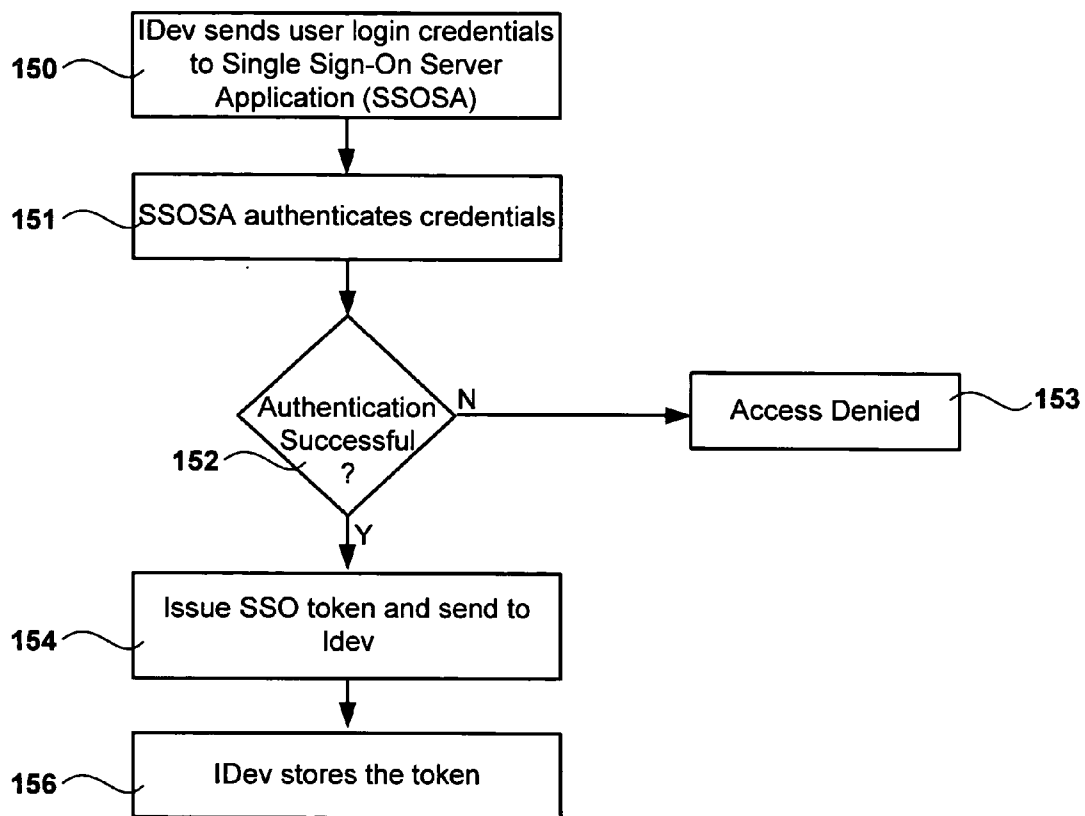 150
IDev sends user login credentials
to Single Sign-On Server
Application (SSOSA)
151
SSOSA authenticates credentials
Authentication
Successful
?
152
N
Access Denied
153
Y
154
Issue SSO token and send to
Idev
156
IDev stores the token